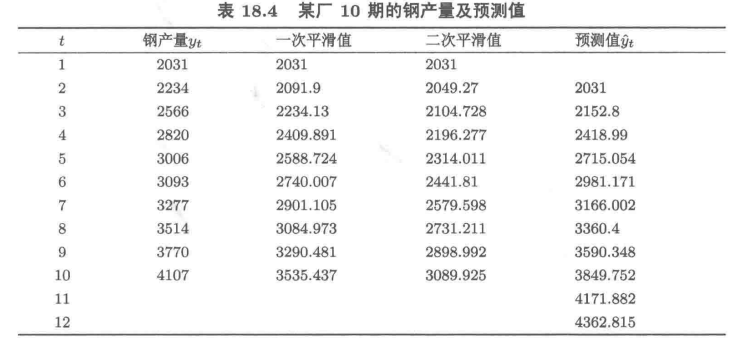 表 18.4 某厂 10 期的钢产量及预测值
t 钢产量yₜ 一次平滑值 二次平滑值 预测值ŷₜ
1 2031 2031 2031
2 2234 2091.9 2049.27 2031
3 2566 2234.13 2104.728 2152.8
4 2820 2409.891 2196.277 2418.99
5 3006 2588.724 2314.011 2715.054
6 3093 2740.007 2441.81 2981.171
7 3277 2901.105 2579.598 3166.002
8 3514 3084.973 2731.211 3360.4
9 3770 3290.481 2898.992 3590.348
10 4107 3535.437 3089.925 3849.752
11 4171.882
12 4362.815